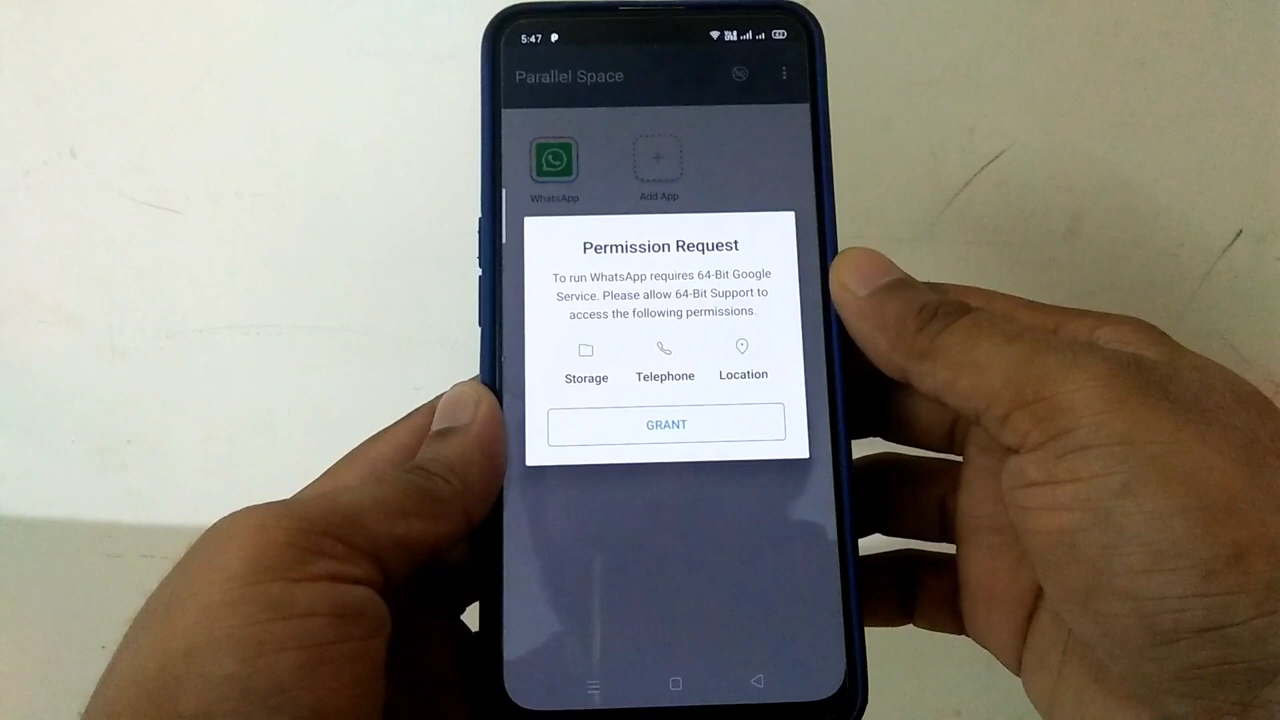 5:47
Parallel Space
WhatsApp
Add App
Permission Request
To run WhatsApp requires 64-Bit Google
Service. Please allow 64-Bit Support to
access the following permissions.
Storage
Telephone
Location
GRANT